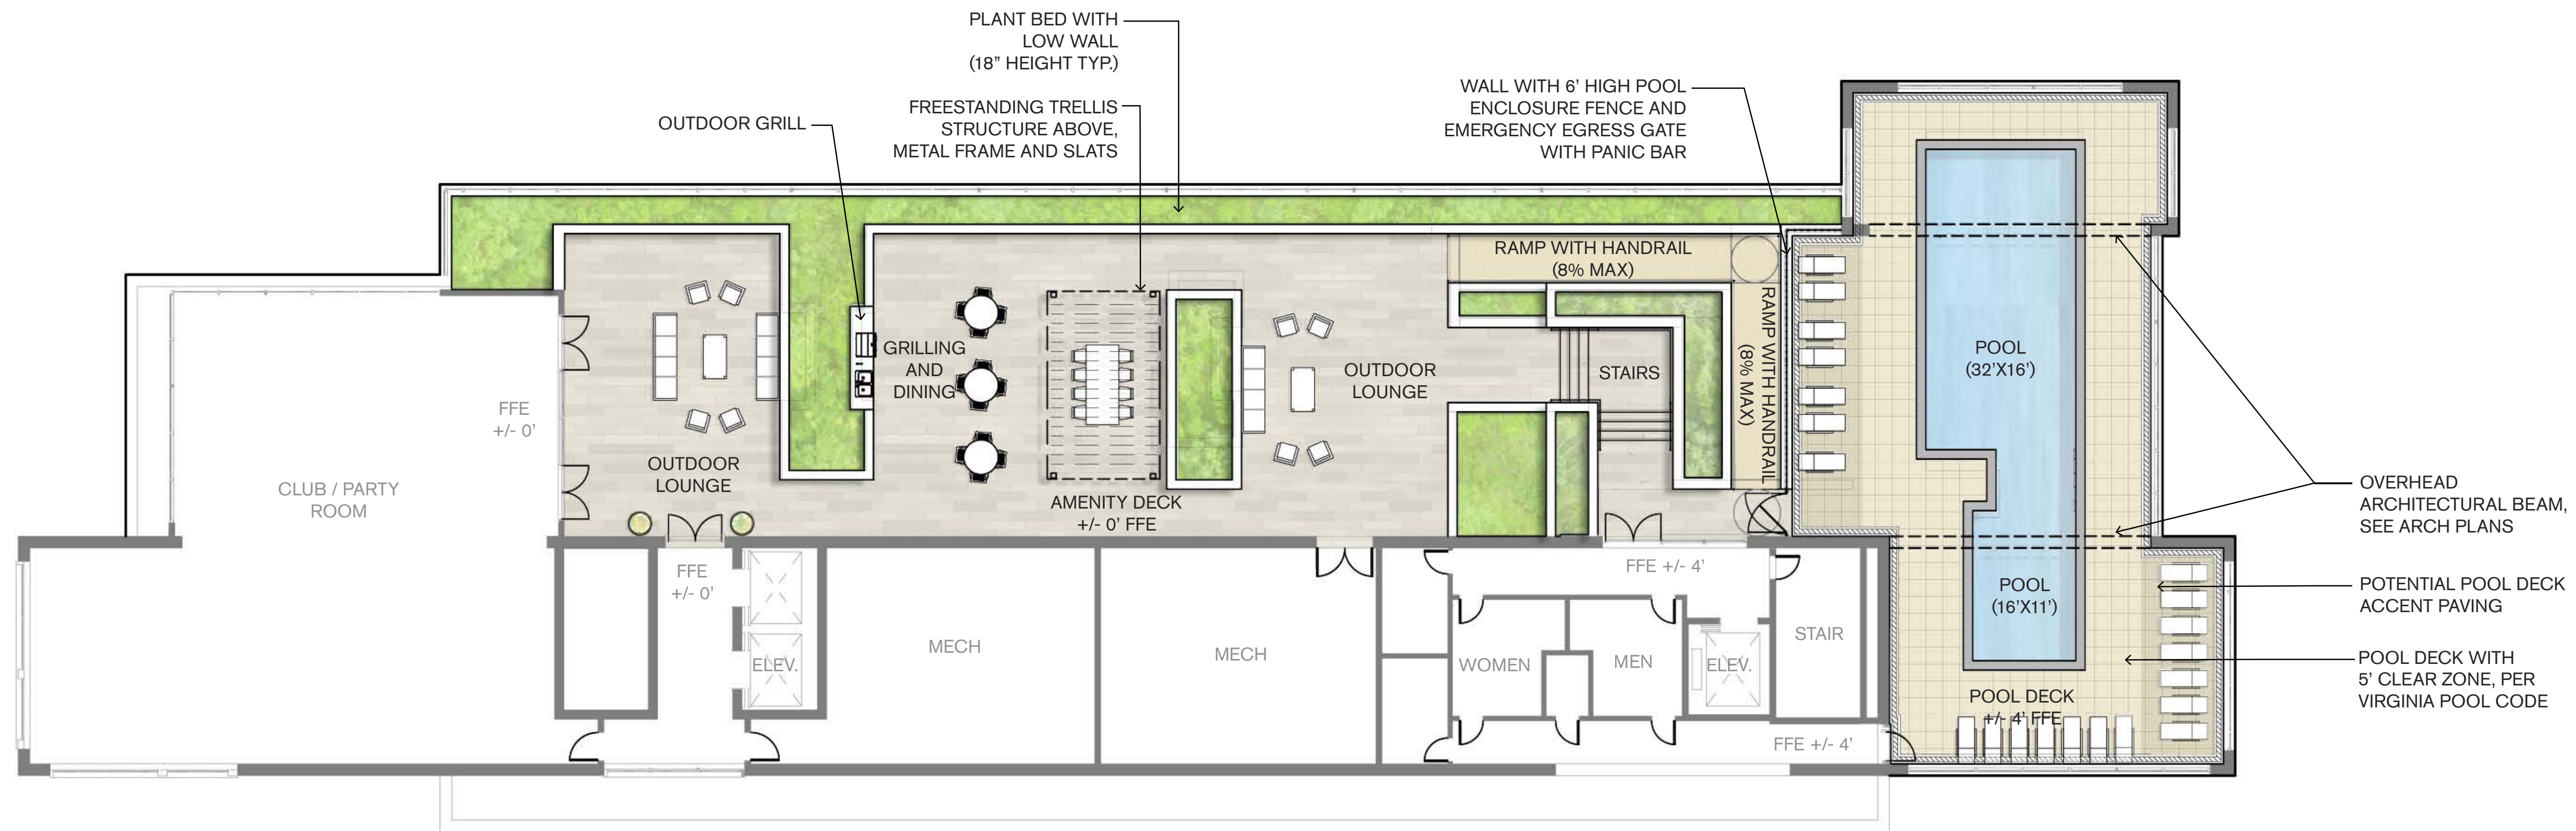 PLANT BED WITH
LOW WALL
(18” HEIGHT TYP.)
FREESTANDING TRELLIS
STRUCTURE ABOVE,
METAL FRAME AND SLATS
OUTDOOR GRILL
WALL WITH 6’ HIGH POOL
ENCLOSURE FENCE AND
EMERGENCY EGRESS GATE
WITH PANIC BAR
RAMP WITH HANDRAIL
(8% MAX)
RAMP WITH HANDRAIL
(8% MAX)
GRILLING
AND
DINING
OUTDOOR
LOUNGE
STAIRS
POOL
(32’X16’)
FFE
+/- 0’
CLUB / PARTY
ROOM
OUTDOOR
LOUNGE
AMENITY DECK
+/- 0’ FFE
OVERHEAD
ARCHITECTURAL BEAM,
SEE ARCH PLANS
FFE
+/- 0’
FFE +/- 4’
POOL
(16’X11’)
POTENTIAL POOL DECK
ACCENT PAVING
ELEV.
MECH
MECH
WOMEN
MEN
ELEV.
STAIR
POOL DECK WITH
5’ CLEAR ZONE, PER
VIRGINIA POOL CODE
POOL DECK
+/- 4’ FFE
FFE +/- 4’